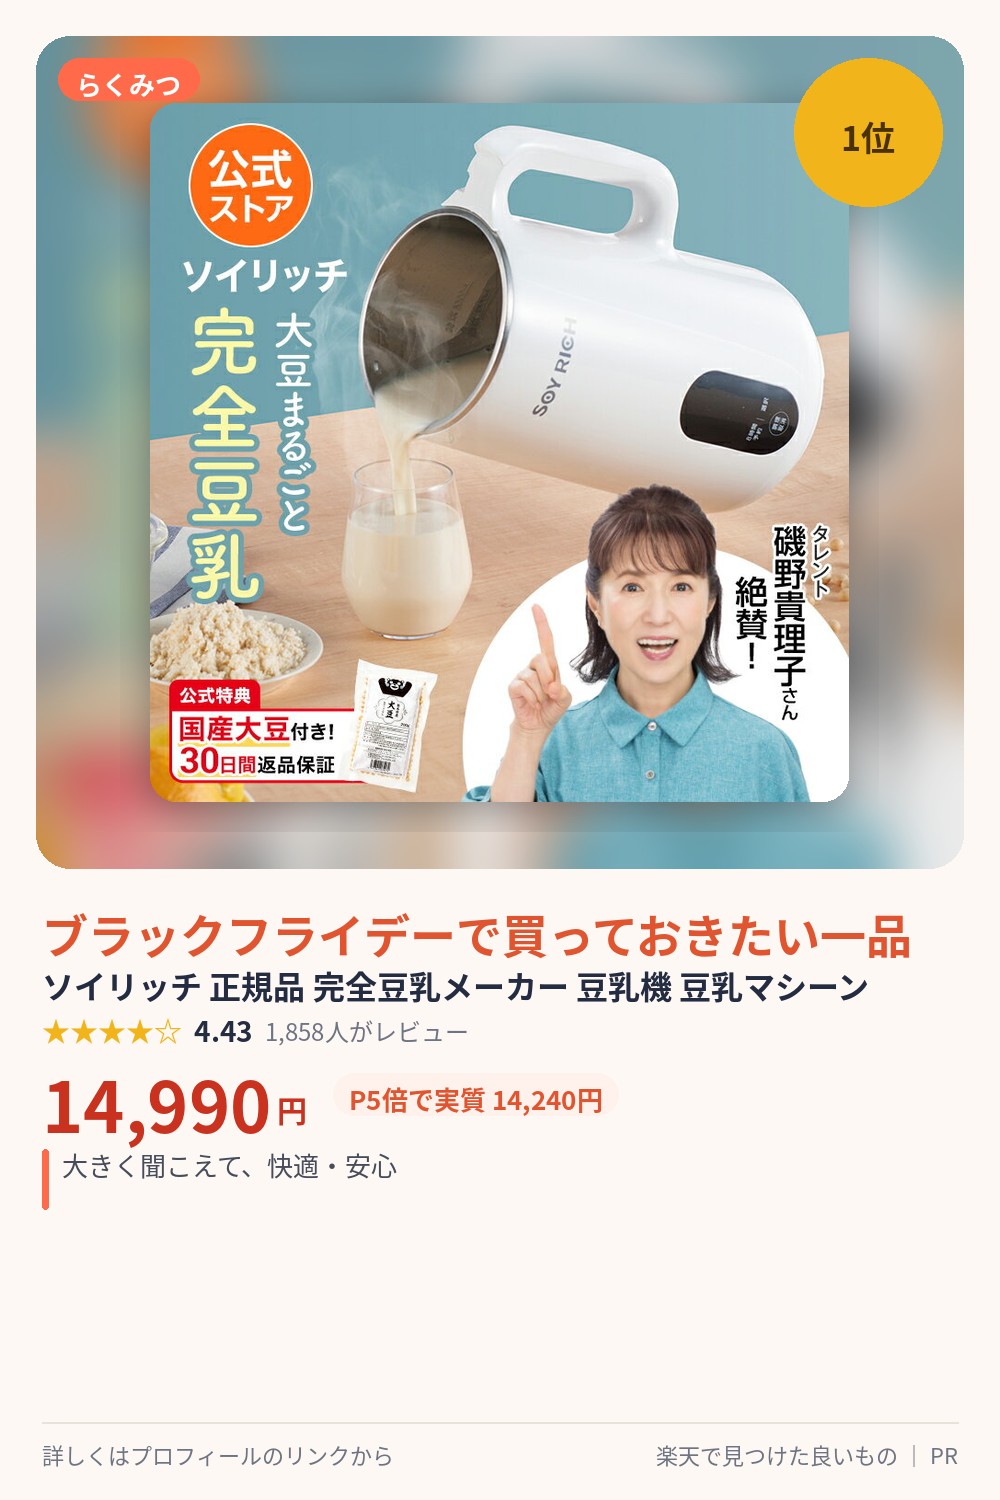 らくみつ
1位
公式
ストア
ソイリッチ
大豆まるごと
完全豆乳
SOY RICH
タレント
磯野貴理子さん
絶賛!
公式特典
国産大豆付き!
30日間返品保証
大豆
ブラックフライデーで買っておきたい一品
ソイリッチ 正規品 完全豆乳メーカー 豆乳機 豆乳マシーン
★★★★☆ 4.43 1,858人がレビュー
14,990円 P5倍で実質 14,240円
大きく聞こえて、快適・安心
詳しくはプロフィールのリンクから
楽天で見つけた良いもの | PR